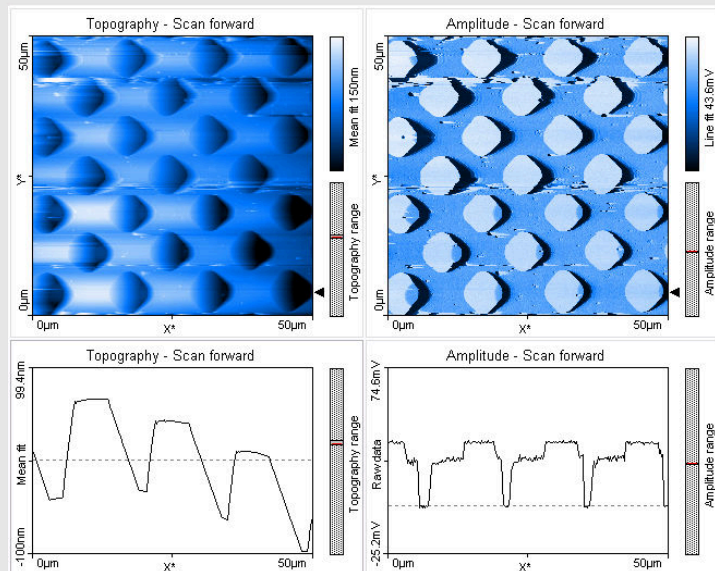 Topography - Scan forward
50µm
Y*
0µm
0µm
X*
50µm
Mean fit 150nm
Topography range
Amplitude - Scan forward
50µm
Y*
0µm
0µm
X*
50µm
Line fit 43.6mV
Amplitude range
Topography - Scan forward
99.4nm
Mean fit
-100nm
0µm
X*
50µm
Topography range
Amplitude - Scan forward
74.6mV
Raw data
-25.2mV
0µm
X*
50µm
Amplitude range